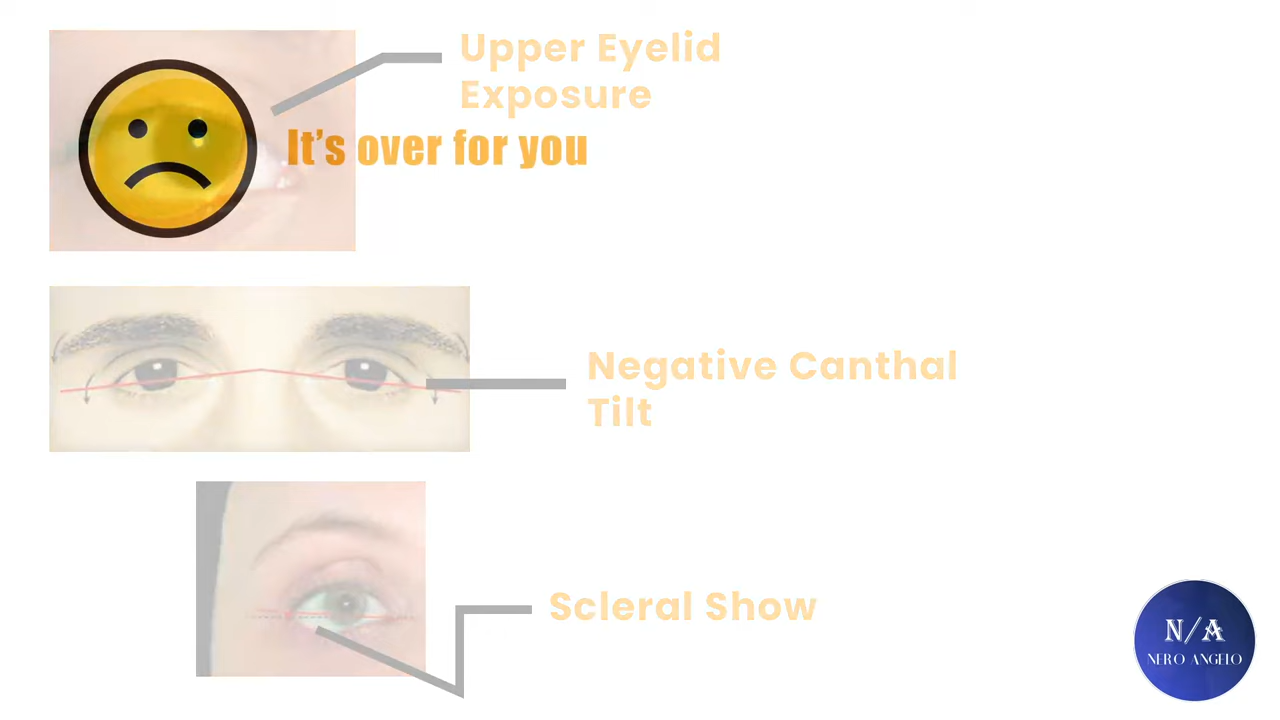 Upper Eyelid
Exposure
It's over for you
Negative Canthal
Tilt
Scleral Show
N/A
NERO ANGELO